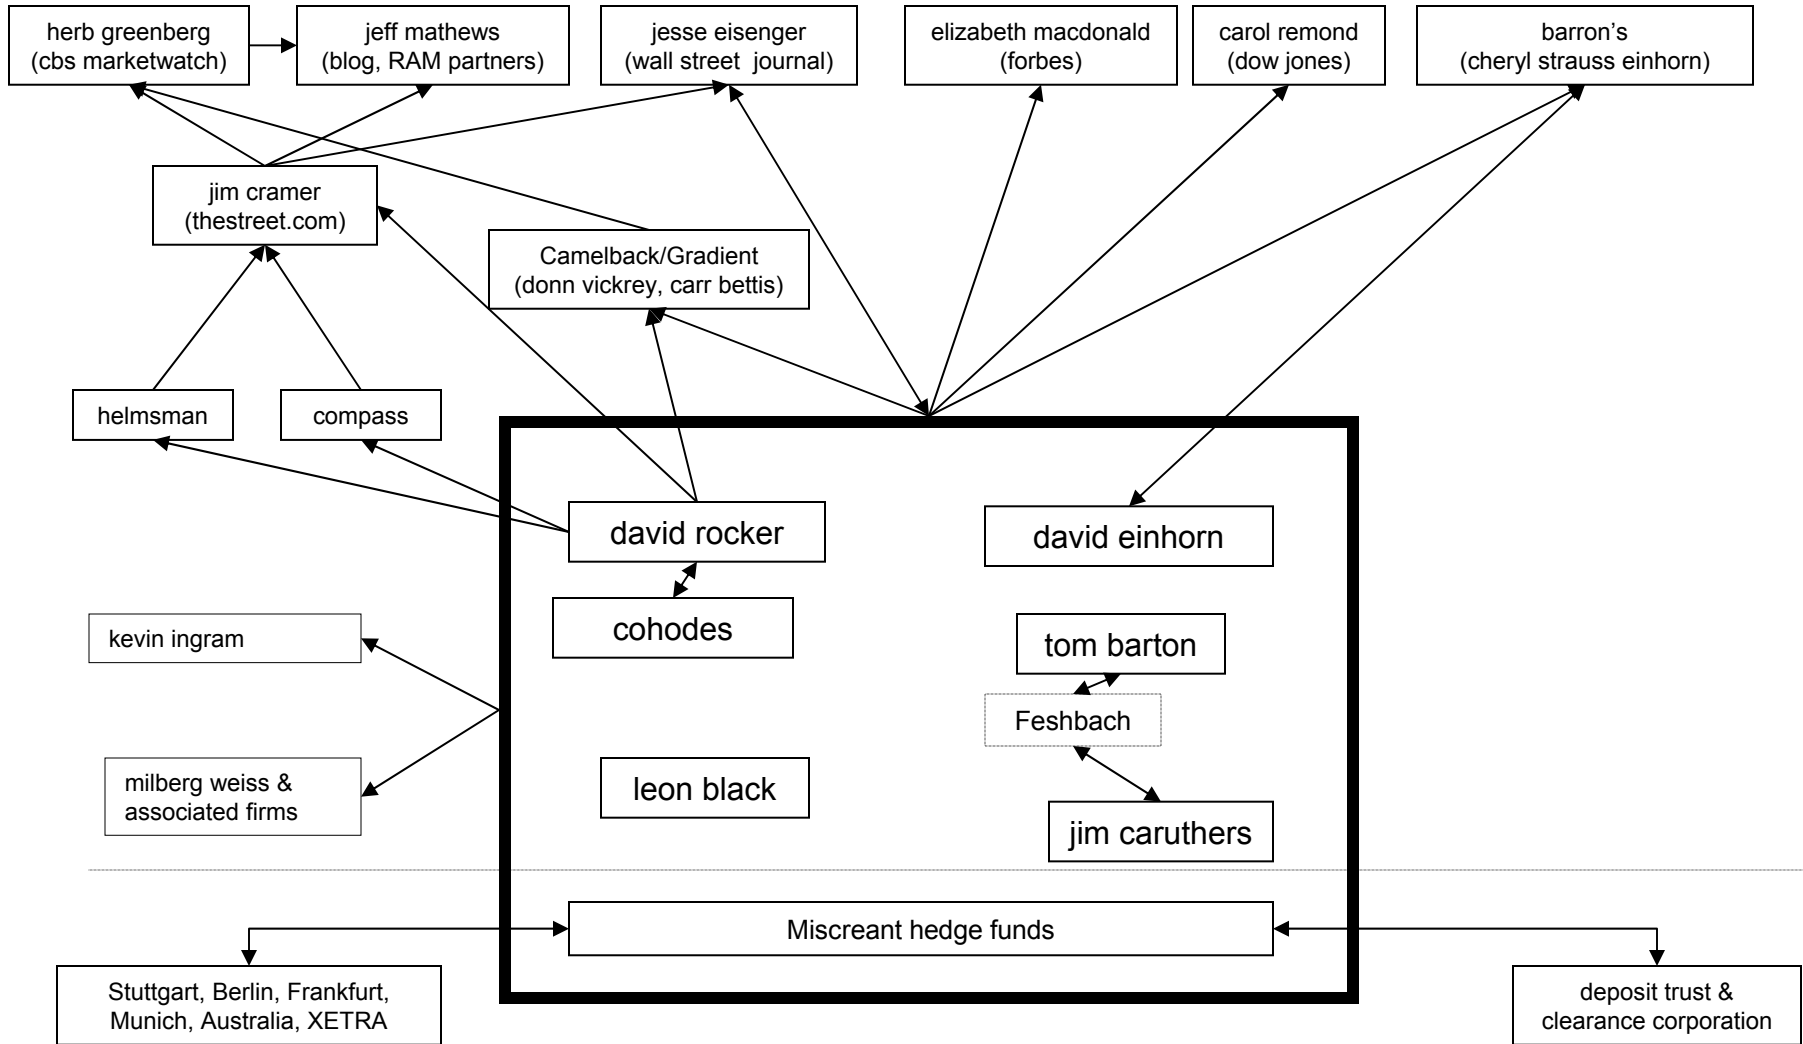 herb greenberg
(cbs marketwatch)
jeff mathews
(blog, RAM partners)
jesse eisenger
(wall street  journal)
elizabeth macdonald
(forbes)
carol remond
(dow jones)
barron’s
(cheryl strauss einhorn)
jim cramer
(thestreet.com)
Camelback/Gradient
(donn vickrey, carr bettis)
helmsman
compass
david rocker
david einhorn
cohodes
kevin ingram
tom barton
Feshbach
milberg weiss &
associated firms
leon black
jim caruthers
Miscreant hedge funds
Stuttgart, Berlin, Frankfurt,
Munich, Australia, XETRA
deposit trust &
clearance corporation